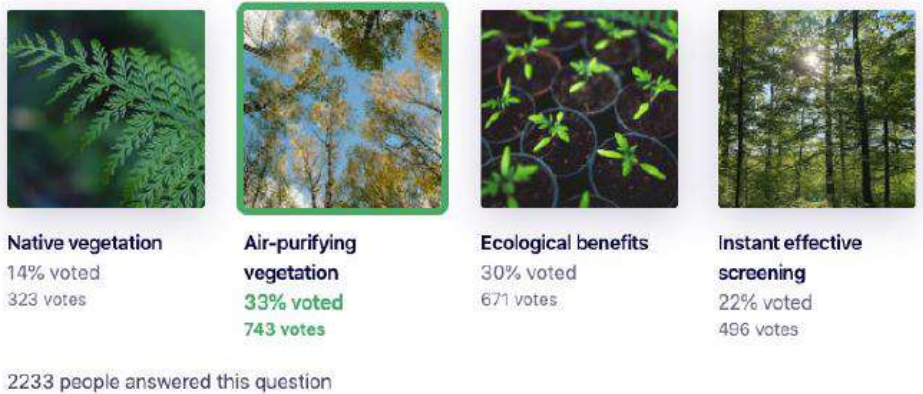 Native vegetation
14% voted
323 votes
Air-purifying
vegetation
33% voted
743 votes
Ecological benefits
30% voted
671 votes
Instant effective
screening
22% voted
496 votes
2233 people answered this question